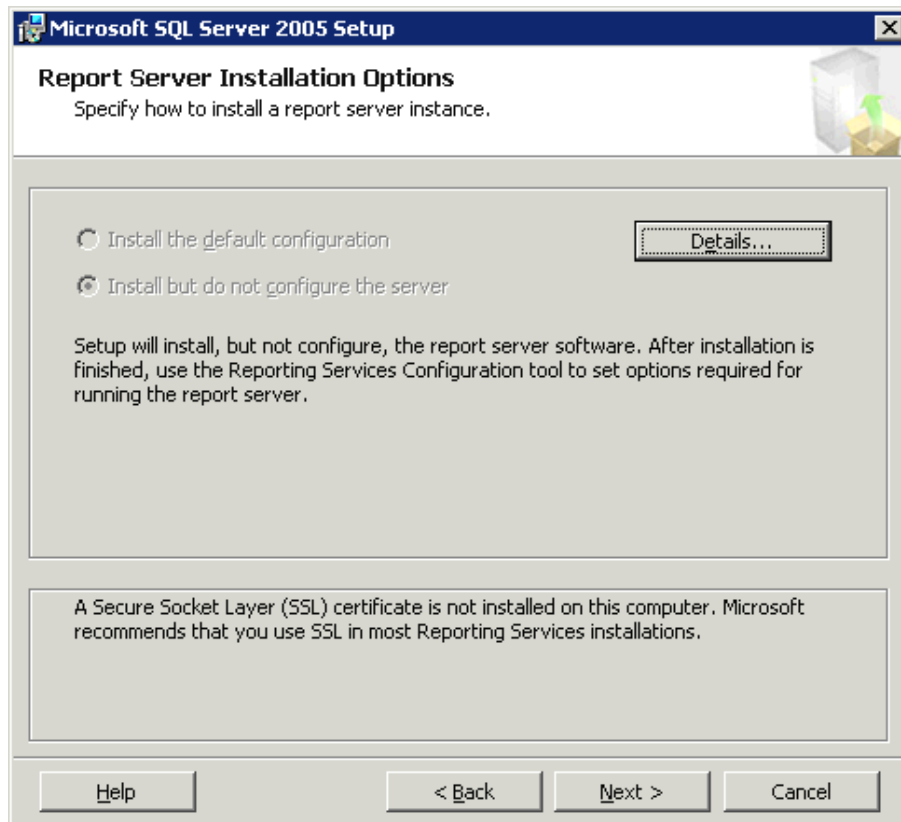 Microsoft SQL Server 2005 Setup
Report Server Installation Options
Specify how to install a report server instance.
Install the default configuration
Details...
Install but do not configure the server
Setup will install, but not configure, the report server software. After installation is
finished, use the Reporting Services Configuration tool to set options required for
running the report server.
A Secure Socket Layer (SSL) certificate is not installed on this computer. Microsoft
recommends that you use SSL in most Reporting Services installations.
Help
< Back
Next >
Cancel